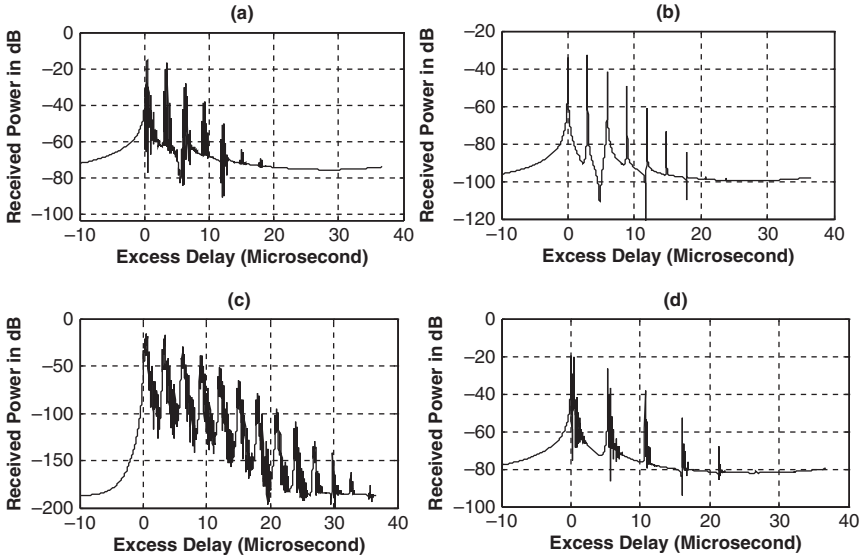 (a)
Received Power in dB
0
−20
−40
−60
−80
−100
−10 0 10 20 30 40
Excess Delay (Microsecond)
(b)
Received Power in dB
−20
−40
−60
−80
−100
−120
−10 0 10 20 30 40
Excess Delay (Microsecond)
(c)
Received Power in dB
0
−50
−100
−150
−200
−10 0 10 20 30 40
Excess Delay (Microsecond)
(d)
Received Power in dB
0
−20
−40
−60
−80
−100
−10 0 10 20 30 40
Excess Delay (Microsecond)